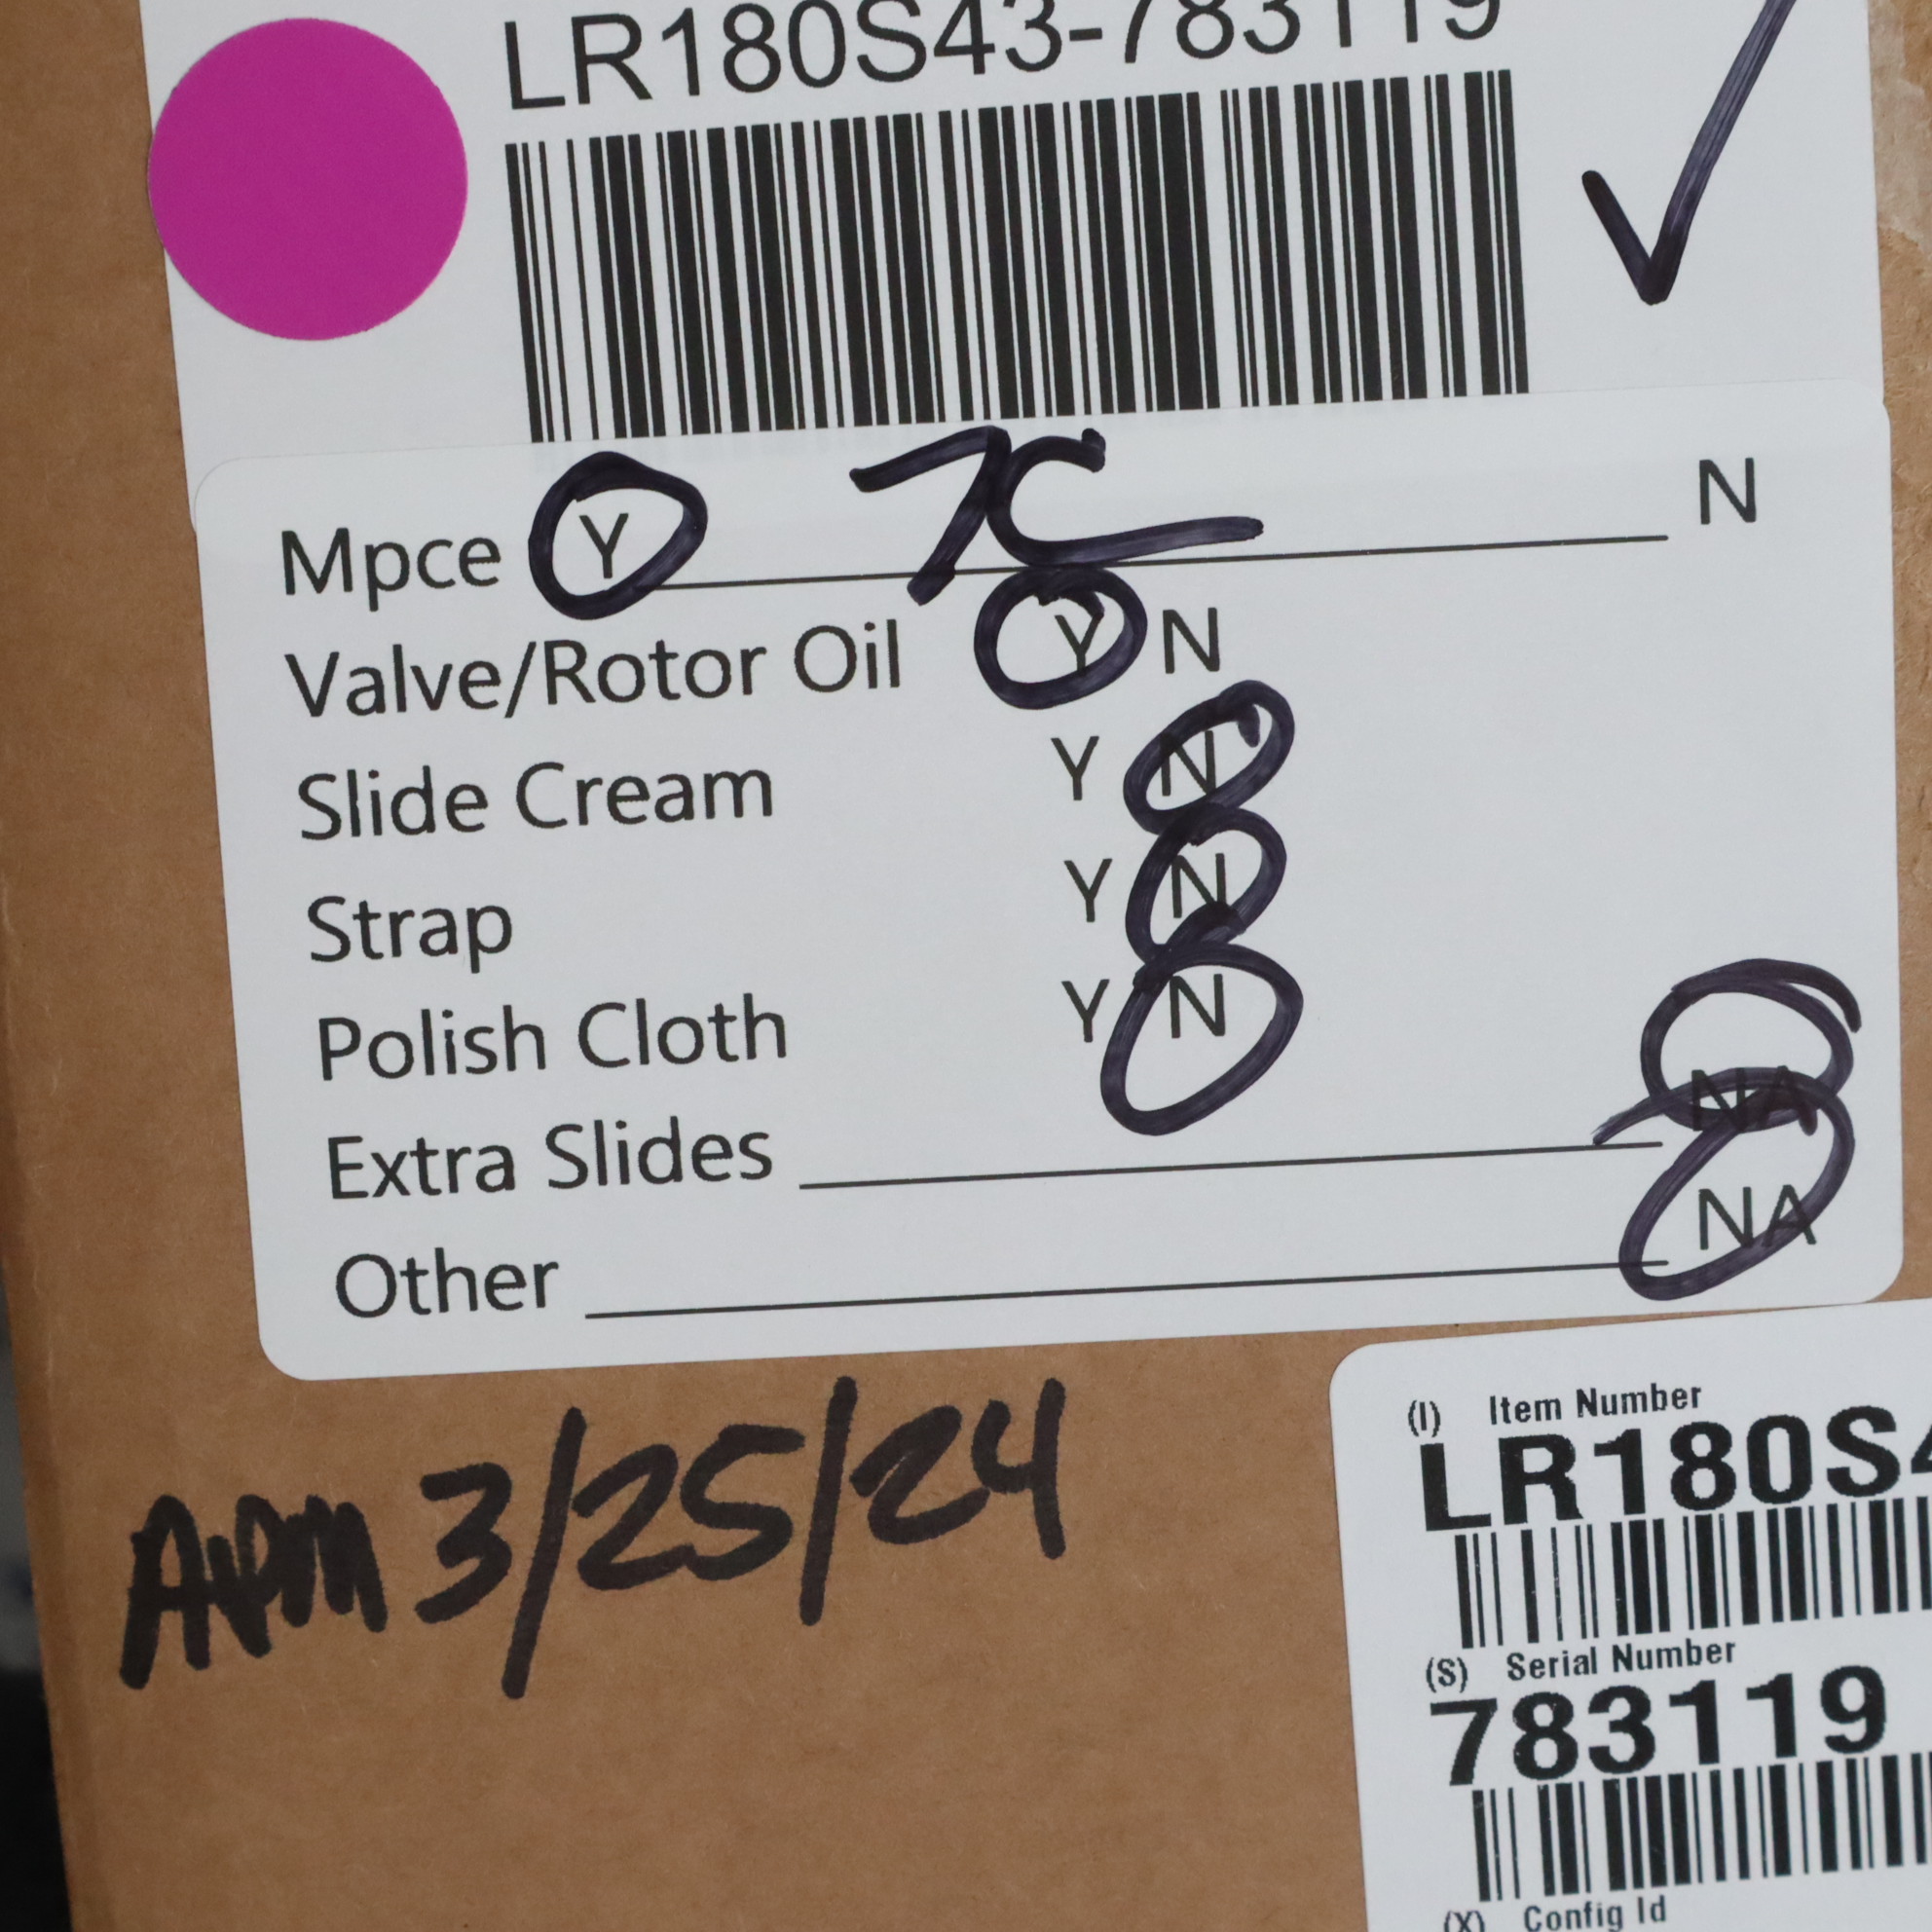 LR180S43-783119
Mpce Y 7C N
Valve/Rotor Oil Y N
Slide Cream Y N
Strap Y N
Polish Cloth Y N
Extra Slides NA
Other NA
3/25/24
(I) Item Number
LR180S4
(S) Serial Number
783119
(X) Config Id